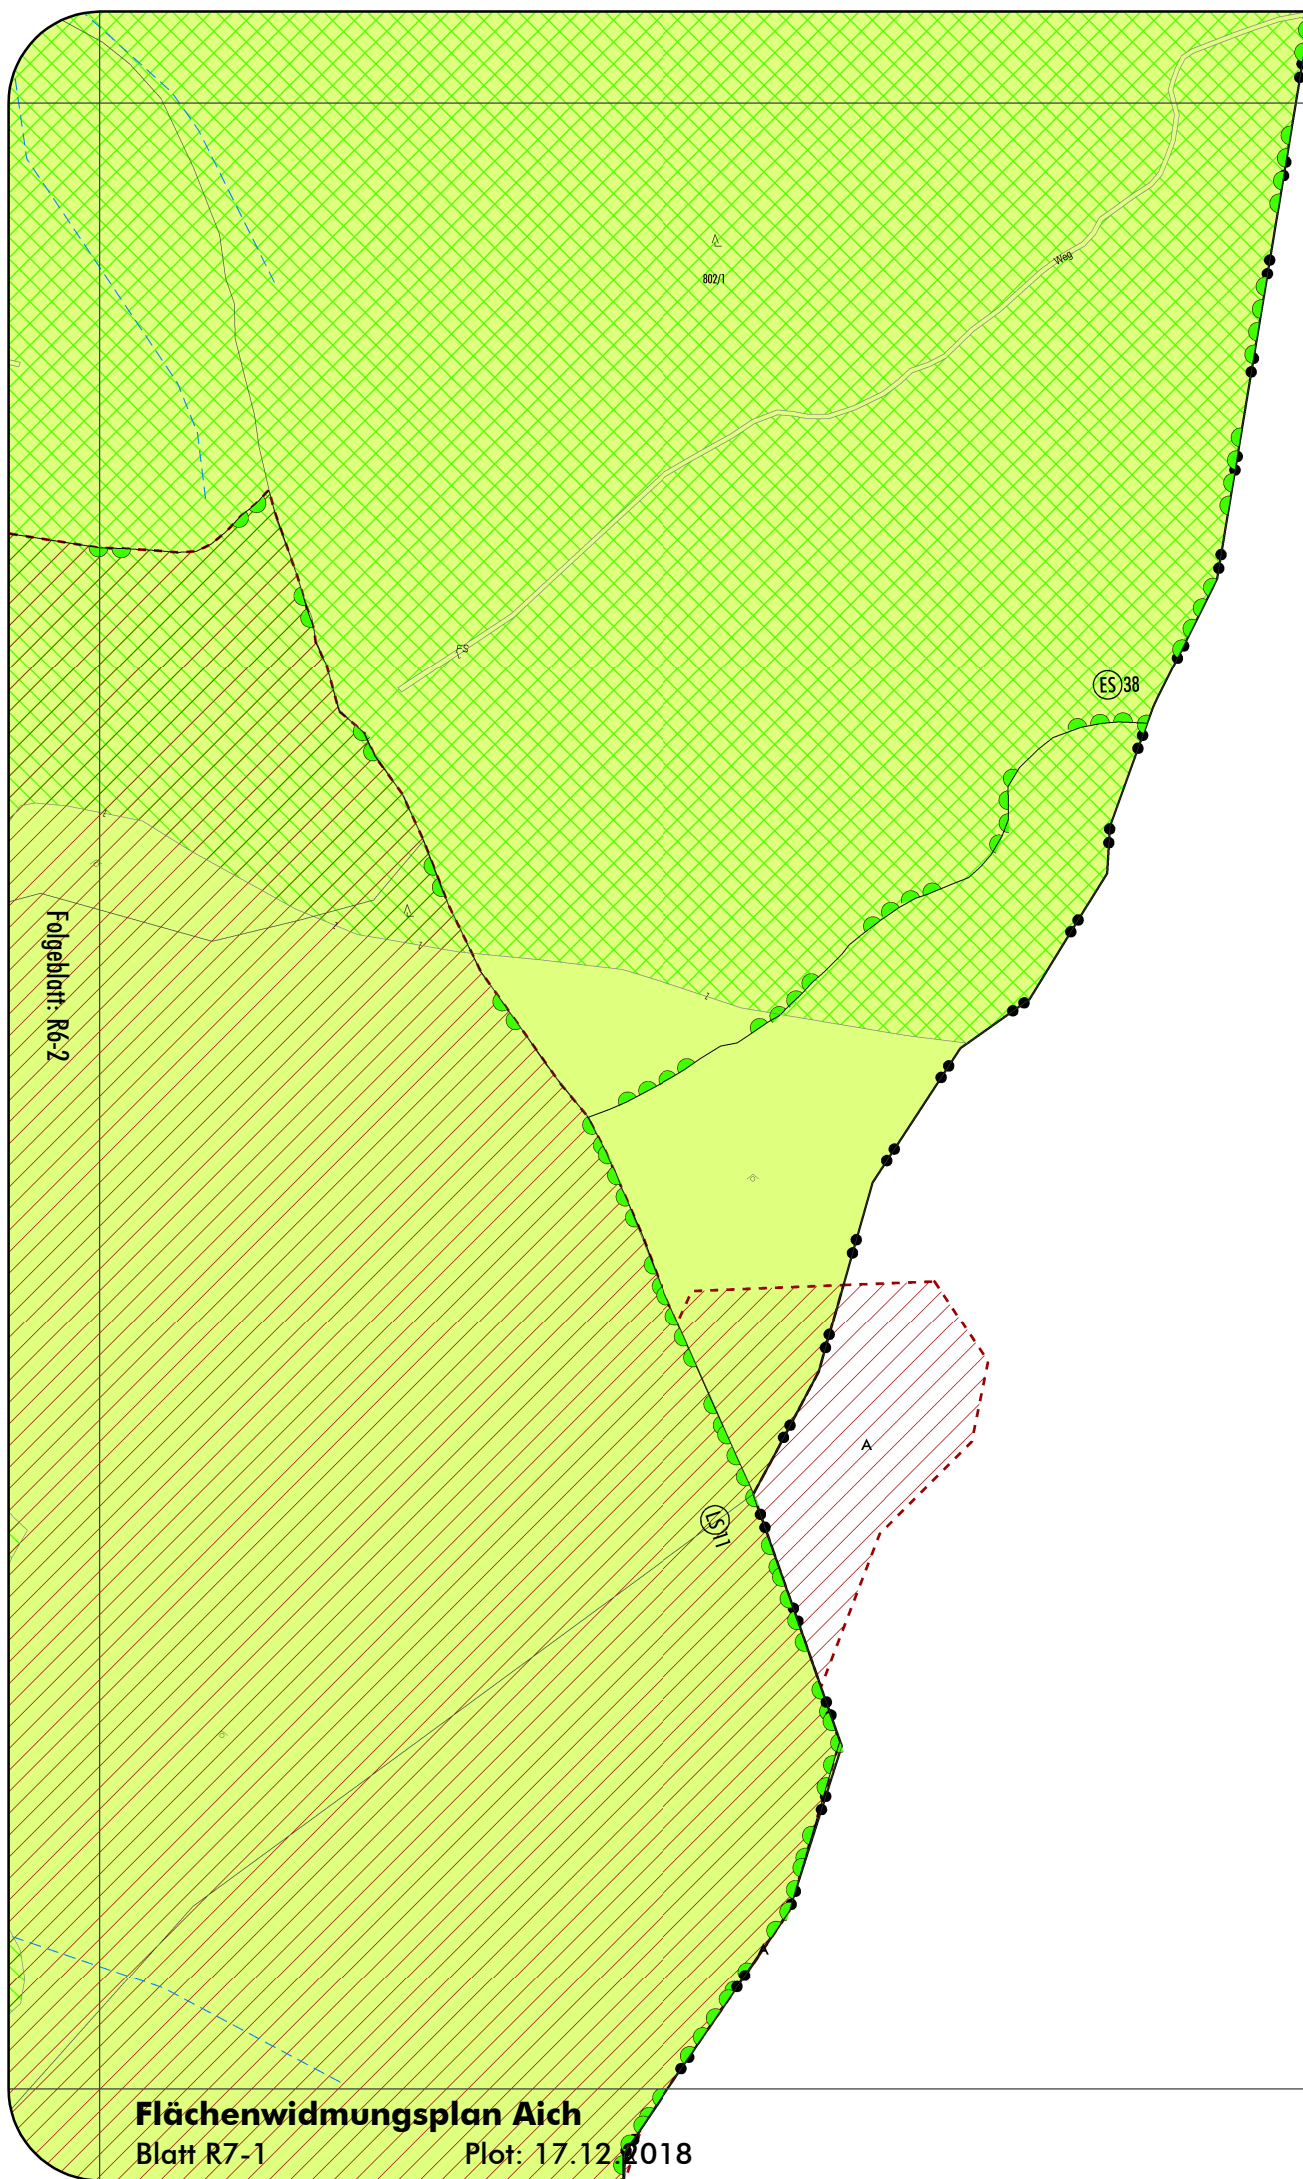 802/1
Weg
FS
ES 38
Folgeblatt: R6-2
A
LS 11
A
Flächenwidmungsplan Aich
Blatt R7-1 Plot: 17.12.2018